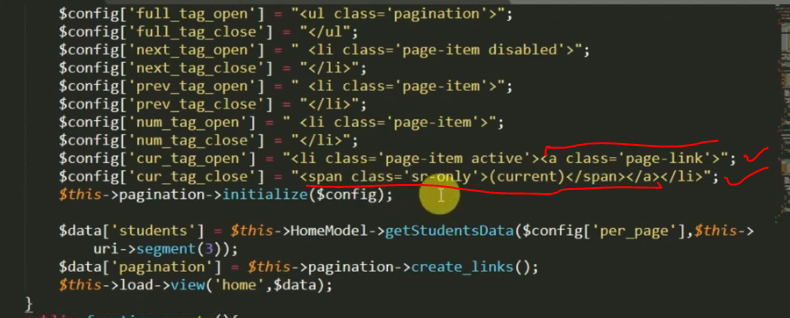 $config['full_tag_open'] = "<ul class='pagination'>";
$config['full_tag_close'] = "</ul";
$config['next_tag_open'] = " <li class='page-item disabled'>";
$config['next_tag_close'] = "</li>";
$config['prev_tag_open'] = " <li class='page-item'>";
$config['prev_tag_close'] = "</li>";
$config['num_tag_open'] = " <li class='page-item'>";
$config['num_tag_close'] = "</li>";
$config['cur_tag_open'] = "<li class='page-item active'><a class='page-link'>";
$config['cur_tag_close'] = "<span class='sr-only'>(current)</span></a></li>";
$this->pagination->initialize($config);
$data['students'] = $this->HomeModel->getStudentsData($config['per_page'],$this->
uri->segment(3));
$data['pagination'] = $this->pagination->create_links();
$this->load->view('home',$data);
}